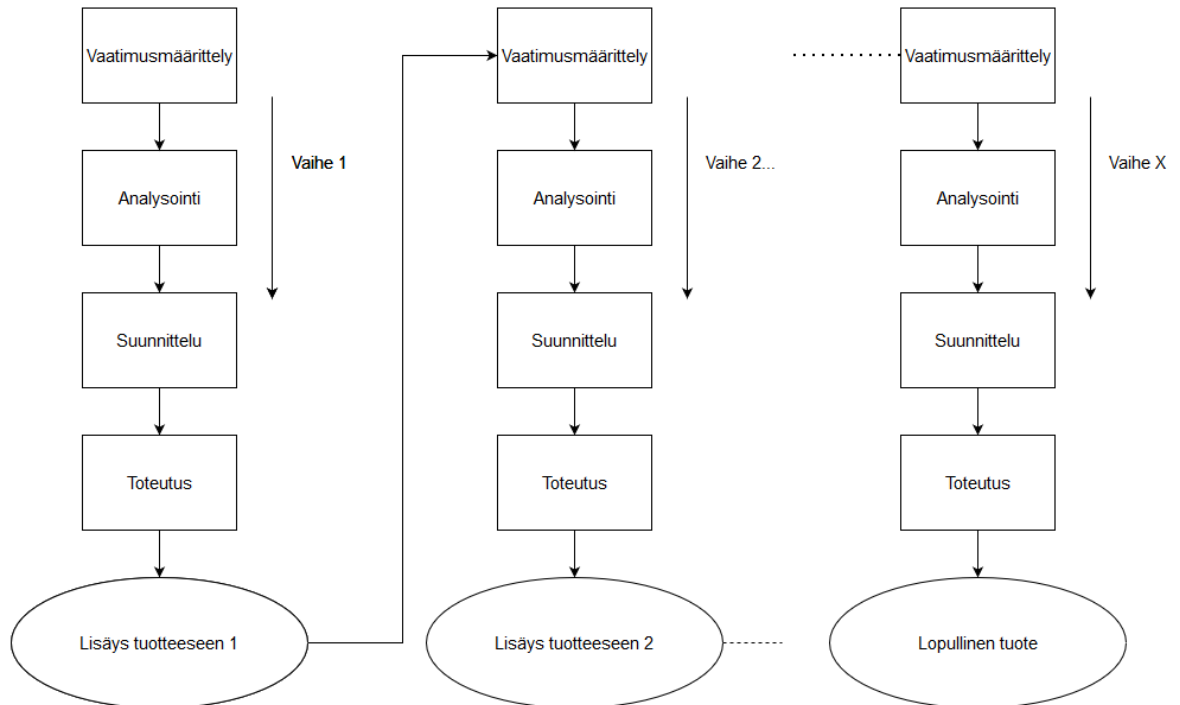 Vaatimusmäärittely
Analysointi
Suunnittelu
Toteutus
Lisäys tuotteeseen 1
Vaihe 1
Vaatimusmäärittely
Analysointi
Suunnittelu
Toteutus
Lisäys tuotteeseen 2
Vaihe 2...
Vaatimusmäärittely
Analysointi
Suunnittelu
Toteutus
Lopullinen tuote
Vaihe X